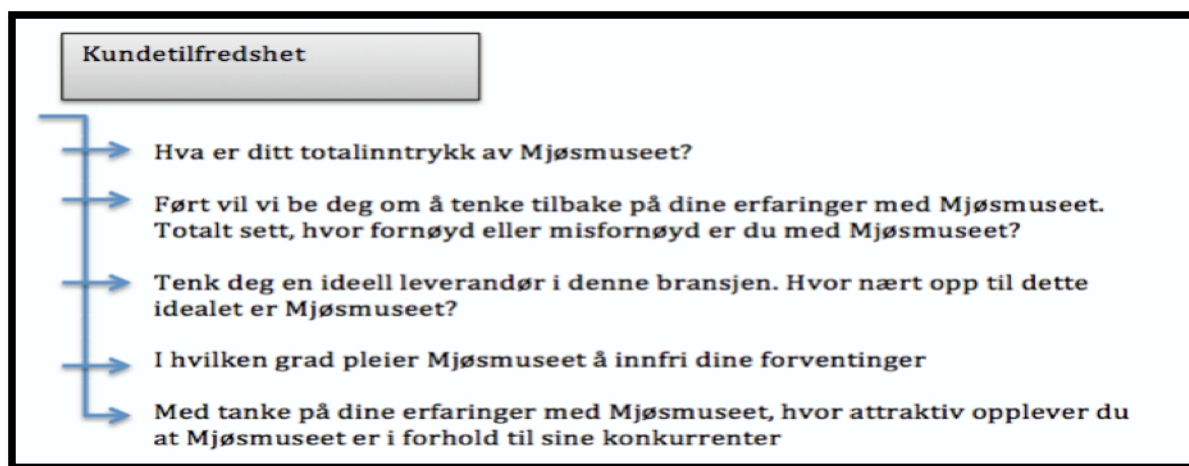 Kundetilfredshet
Hva er ditt totalinntrykk av Mjøsmuseet?
Ført vil vi be deg om å tenke tilbake på dine erfaringer med Mjøsmuseet.
Totalt sett, hvor fornøyd eller misfornøyd er du med Mjøsmuseet?
Tenk deg en ideell leverandør i denne bransjen. Hvor nært opp til dette
idealet er Mjøsmuseet?
I hvilken grad pleier Mjøsmuseet å innfri dine forventinger
Med tanke på dine erfaringer med Mjøsmuseet, hvor attraktiv opplever du
at Mjøsmuseet er i forhold til sine konkurrenter